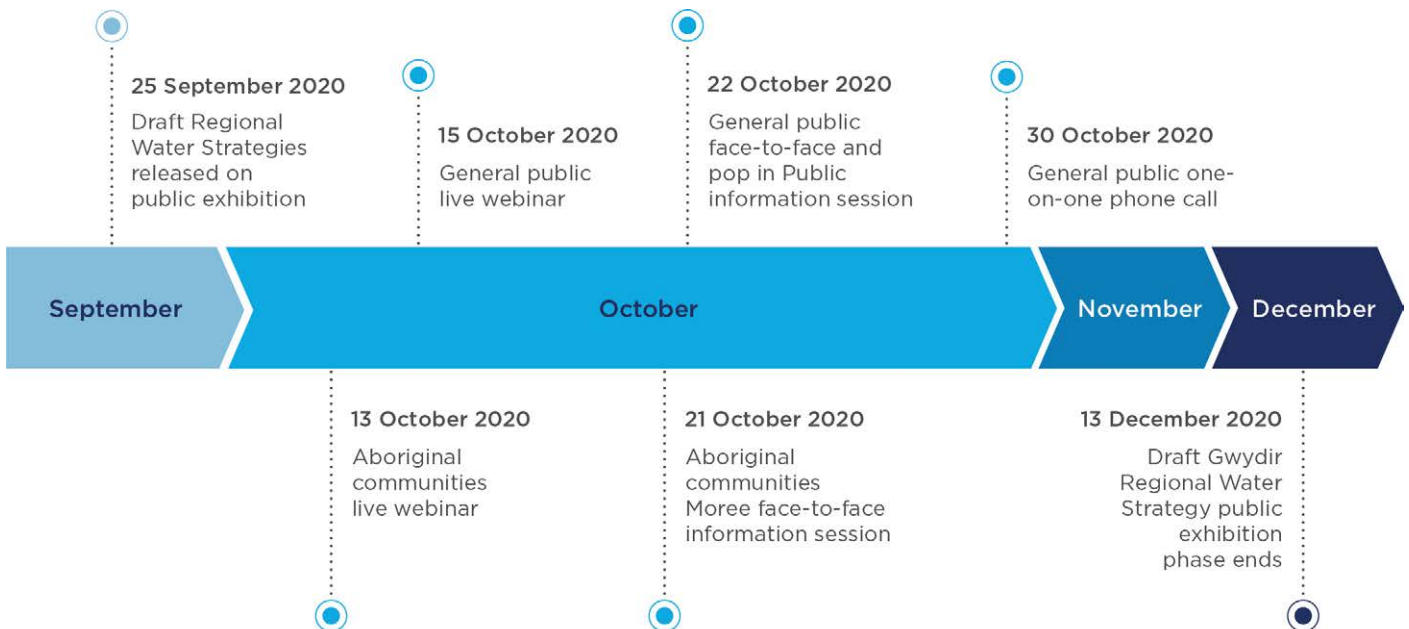 25 September 2020
Draft Regional
Water Strategies
released on
public exhibition
15 October 2020
General public
live webinar
22 October 2020
General public
face-to-face and
pop in Public
information session
30 October 2020
General public one-
on-one phone call
September
October
November
December
13 October 2020
Aboriginal
communities
live webinar
21 October 2020
Aboriginal
communities
Moree face-to-face
information session
13 December 2020
Draft Gwydir
Regional Water
Strategy public
exhibition
phase ends